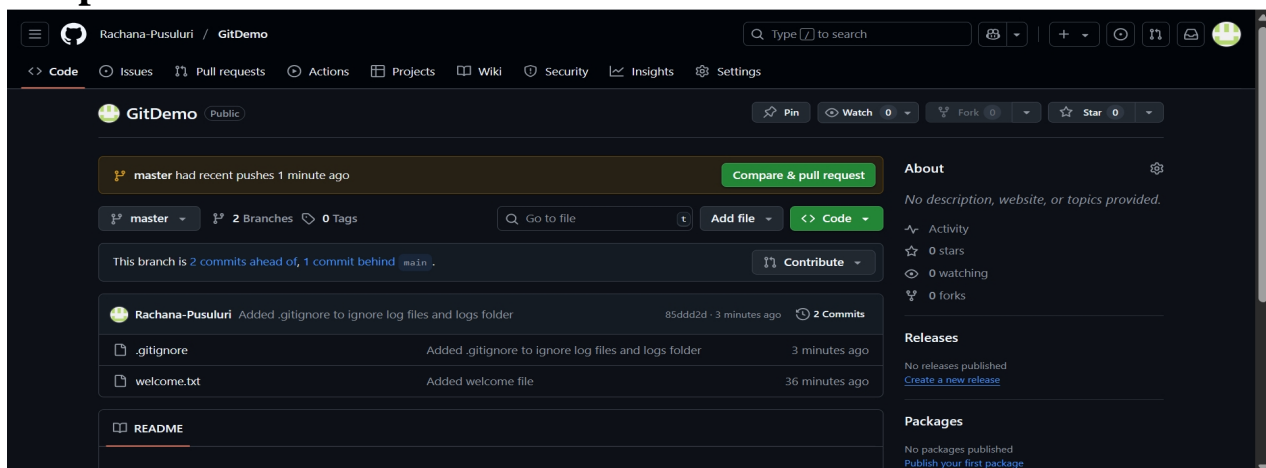 Rachana-Pusuluri / GitDemo
Type / to search
<> Code Issues Pull requests Actions Projects Wiki Security Insights Settings
GitDemo Public
Pin Watch 0 Fork 0 Star 0
master had recent pushes 1 minute ago Compare & pull request
master 2 Branches 0 Tags Go to file t Add file <> Code
This branch is 2 commits ahead of, 1 commit behind main . Contribute
Rachana-Pusuluri Added .gitignore to ignore log files and logs folder 85ddd2d · 3 minutes ago 2 Commits
.gitignore Added .gitignore to ignore log files and logs folder 3 minutes ago
welcome.txt Added welcome file 36 minutes ago
README
About
No description, website, or topics provided.
Activity
0 stars
0 watching
0 forks
Releases
No releases published
Create a new release
Packages
No packages published
Publish your first package